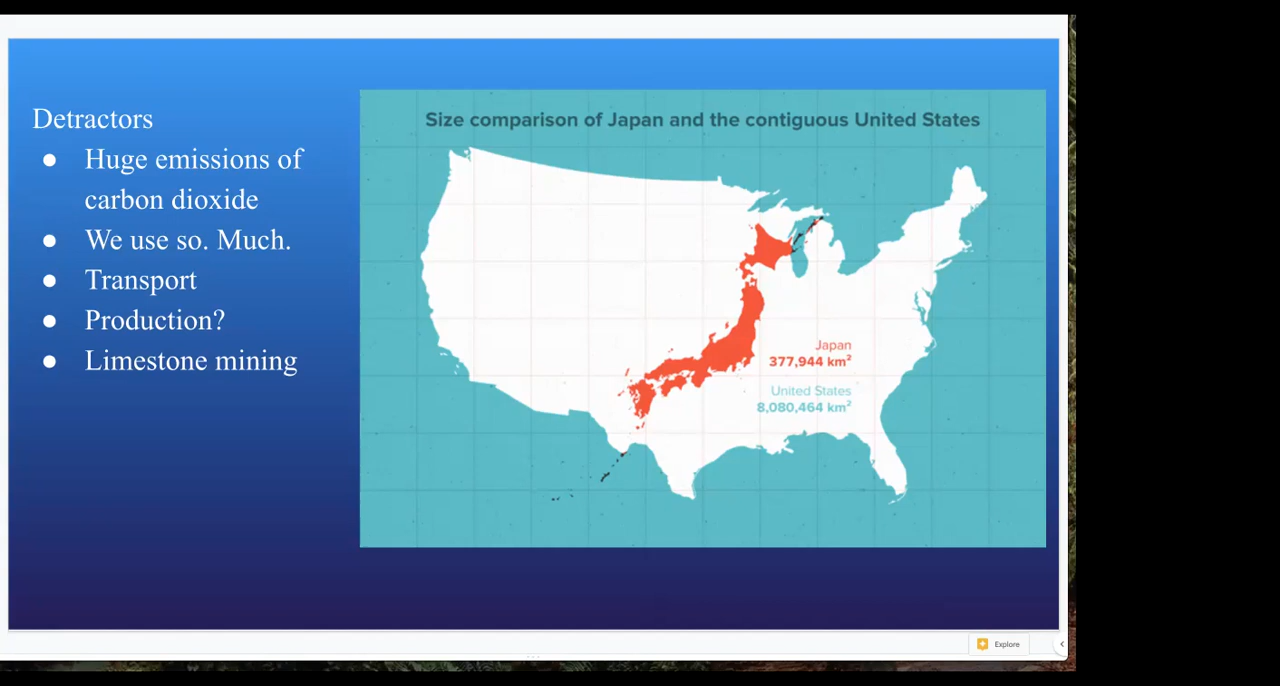 Detractors
● Huge emissions of
carbon dioxide
● We use so. Much.
● Transport
● Production?
● Limestone mining
Size comparison of Japan and the contiguous United States
Japan
377,944 km²
United States
8,080,464 km²
Explore